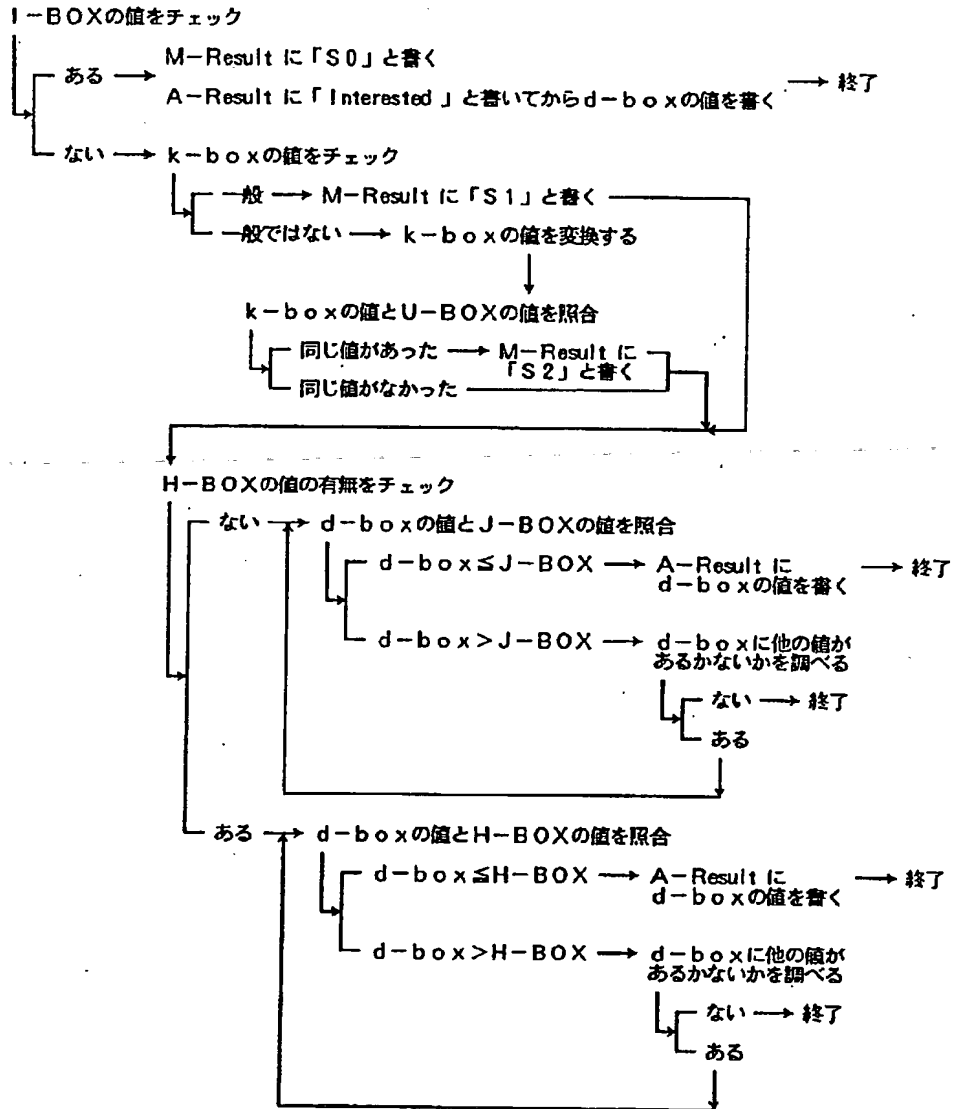 I－BOXの値をチェック
ある → M－Result に「S0」と書く
A－Result に「Interested」と書いてからd－boxの値を書く → 終了
ない → k－boxの値をチェック
一般 → M－Result に「S1」と書く
一般ではない → k－boxの値を変換する
k－boxの値とU－BOXの値を照合
同じ値があった → M－Result に
「S2」と書く
同じ値がなかった
H－BOXの値の有無をチェック
ない → d－boxの値とJ－BOXの値を照合
d－box≦J－BOX → A－Result に → 終了
d－boxの値を書く
d－box＞J－BOX → d－boxに他の値が
あるかないかを調べる
ない → 終了
ある
ある → d－boxの値とH－BOXの値を照合
d－box≦H－BOX → A－Result に → 終了
d－boxの値を書く
d－box＞H－BOX → d－boxに他の値が
あるかないかを調べる
ない → 終了
ある